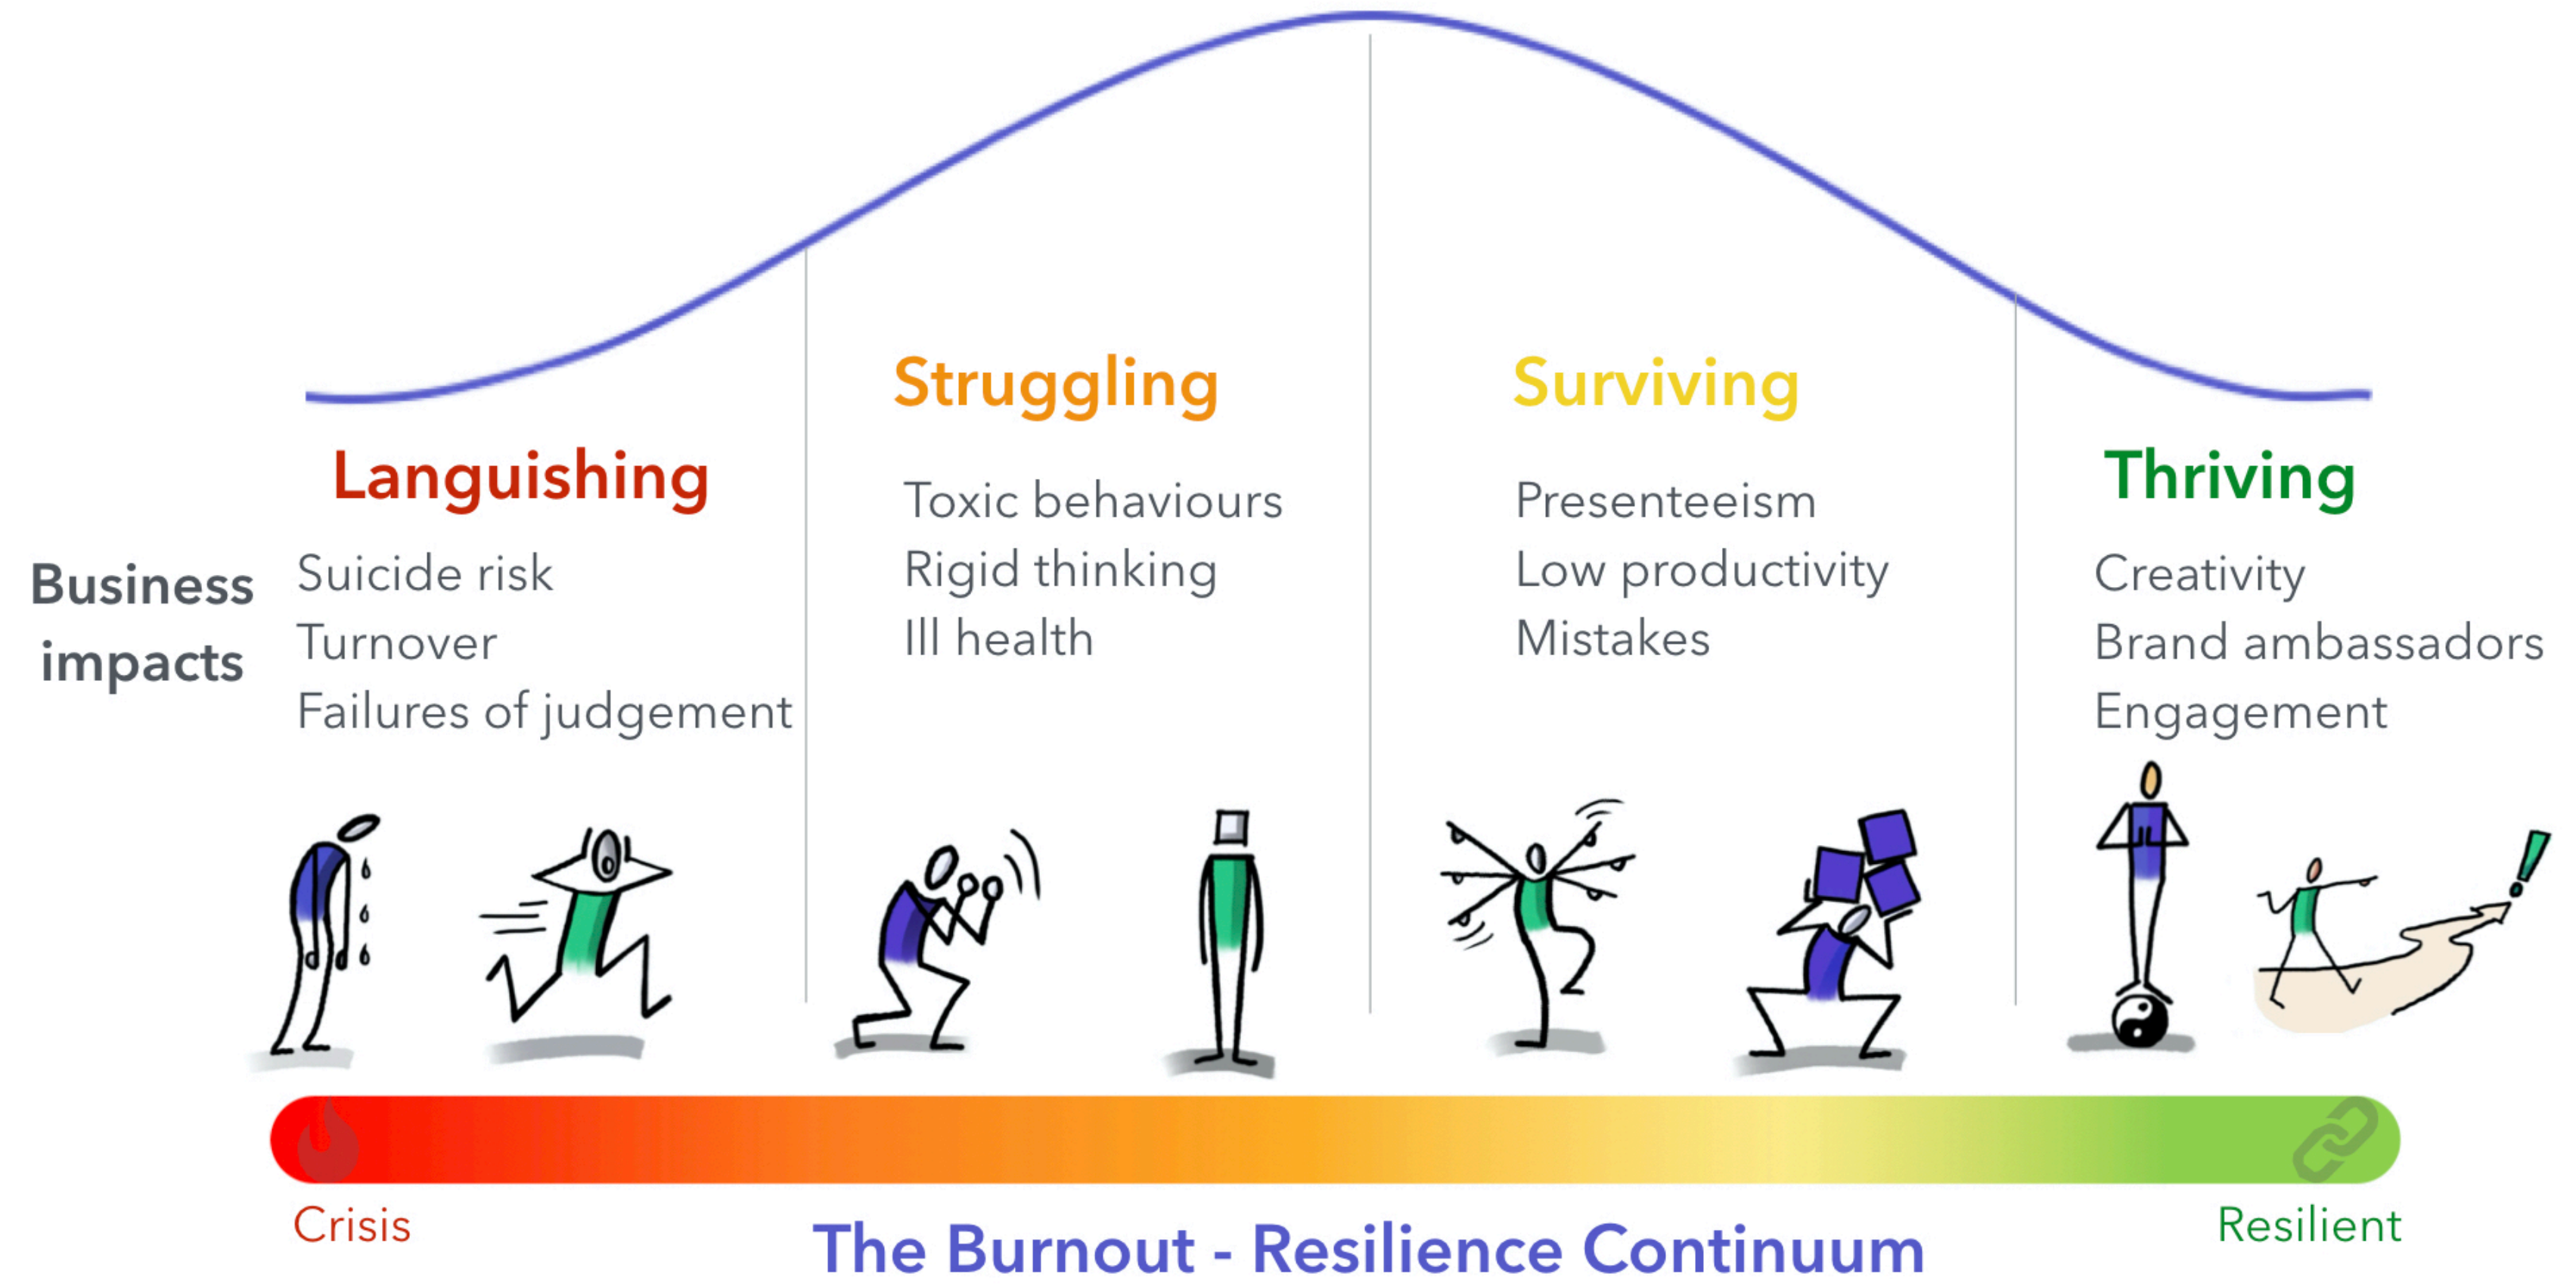 Struggling
Surviving
Languishing
Thriving
Business
impacts
Suicide risk
Turnover
Failures of judgement
Toxic behaviours
Rigid thinking
Ill health
Presenteeism
Low productivity
Mistakes
Creativity
Brand ambassadors
Engagement
Crisis
Resilient
The Burnout - Resilience Continuum